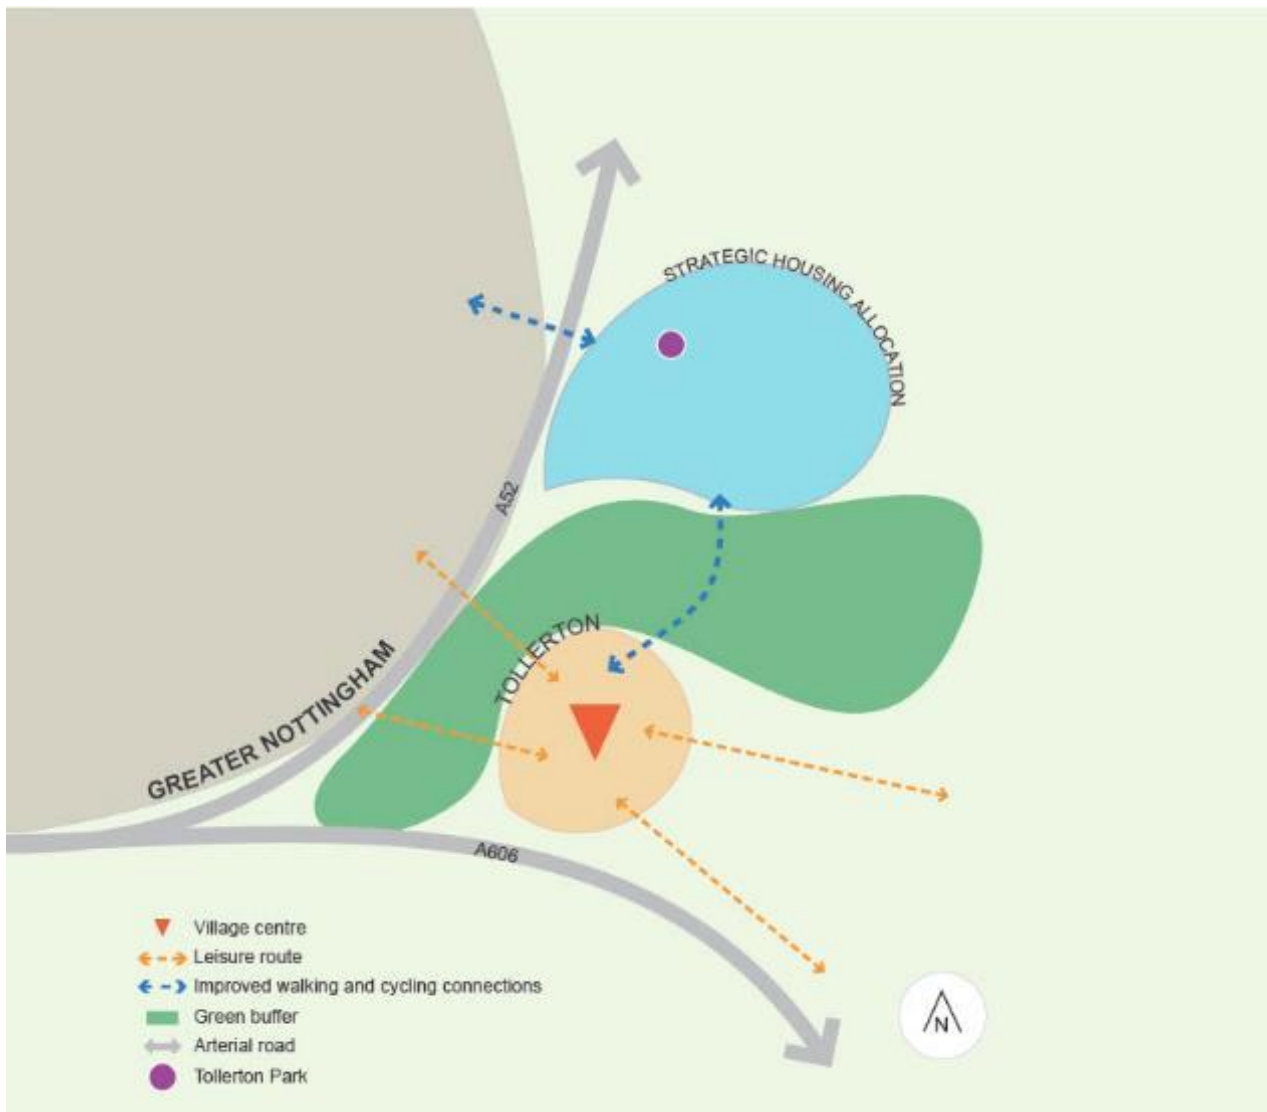 STRATEGIC HOUSING ALLOCATION
A52
TOLLERTON
GREATER NOTTINGHAM
A606
Village centre
Leisure route
Improved walking and cycling connections
Green buffer
Arterial road
Tollerton Park
N